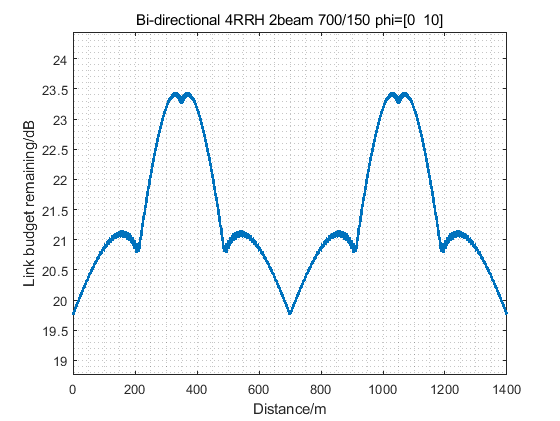 Bi-directional 4RRH 2beam 700/150 phi=[0  10]
Link budget remaining/dB
24
23.5
23
22.5
22
21.5
21
20.5
20
19.5
19
0 200 400 600 800 1000 1200 1400
Distance/m